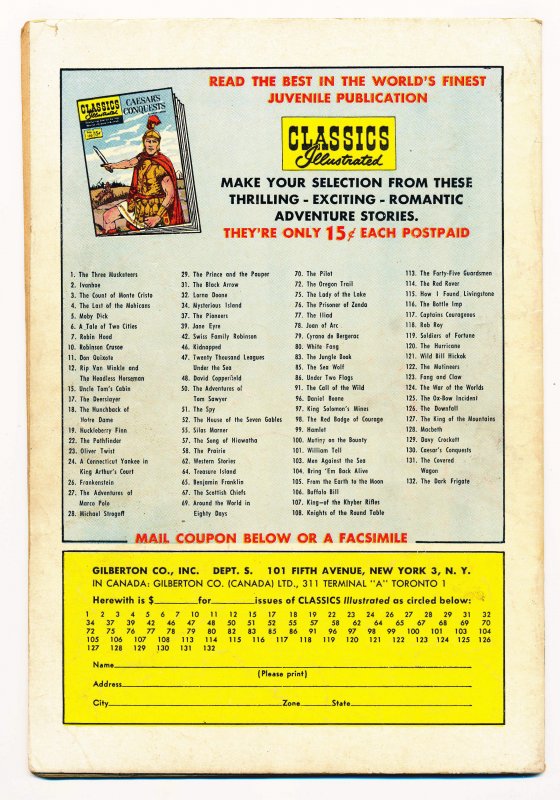 READ THE BEST IN THE WORLD'S FINEST
JUVENILE PUBLICATION
CLASSICS
Illustrated
CAESAR'S
CONQUESTS
CLASSICS
Illustrated
MAKE YOUR SELECTION FROM THESE
THRILLING - EXCITING - ROMANTIC
ADVENTURE STORIES.
THEY'RE ONLY 15¢ EACH POSTPAID
1. The Three Musketeers
2. Ivanhoe
3. The Count of Monte Cristo
4. The Last of the Mohicans
5. Moby Dick
6. A Tale of Two Cities
7. Robin Hood
10. Robinson Crusoe
11. Don Quixote
12. Rip Van Winkle and
The Headless Horseman
15. Uncle Tom's Cabin
17. The Deerslayer
18. The Hunchback of
Notre Dame
19. Huckleberry Finn
22. The Pathfinder
23. Oliver Twist
24. A Connecticut Yankee in
King Arthur's Court
26. Frankenstein
27. The Adventures of
Marco Polo
28. Michael Strogoff
29. The Prince and the Pauper
31. The Black Arrow
32. Lorna Doone
34. Mysterious Island
37. The Pioneers
39. Jane Eyre
42. Swiss Family Robinson
46. Kidnapped
47. Twenty Thousand Leagues
Under the Sea
48. David Copperfield
50. The Adventures of
Tom Sawyer
51. The Spy
52. The House of the Seven Gables
55. Silas Marner
57. The Song of Hiawatha
58. The Prairie
62. Western Stories
64. Treasure Island
65. Benjamin Franklin
67. The Scottish Chiefs
69. Around the World in
Eighty Days
70. The Pilot
72. The Oregon Trail
75. The Lady of the Lake
76. The Prisoner of Zenda
77. The Iliad
78. Joan of Arc
79. Cyrano de Bergerac
80. White Fang
83. The Jungle Book
85. The Sea Wolf
86. Under Two Flags
91. The Call of the Wild
96. Daniel Boone
97. King Solomon's Mines
98. The Red Badge of Courage
99. Hamlet
100. Mutiny on the Bounty
101. William Tell
103. Men Against the Sea
104. Bring 'Em Back Alive
105. From the Earth to the Moon
106. Buffalo Bill
107. King—of the Khyber Rifles
108. Knights of the Round Table
113. The Forty-Five Guardsmen
114. The Red Rover
115. How I Found Livingstone
116. The Bottle Imp
117. Captains Courageous
118. Rob Roy
119. Soldiers of Fortune
120. The Hurricane
121. Wild Bill Hickok
122. The Mutineers
123. Fang and Claw
124. The War of the Worlds
125. The Ox-Bow Incident
126. The Downfall
127. The King of the Mountains
128. Macbeth
129. Davy Crockett
130. Caesar's Conquests
131. The Covered
Wagon
132. The Dark Frigate
MAIL COUPON BELOW OR A FACSIMILE
GILBERTON CO., INC. DEPT. S. 101 FIFTH AVENUE, NEW YORK 3, N. Y.
IN CANADA: GILBERTON CO. (CANADA) LTD., 311 TERMINAL "A" TORONTO 1
Herewith is $ for issues of CLASSICS Illustrated as circled below:
1 2 3 4 5 6 7 10 11 12 15 17 18 19 22 23 24 26 27 28 29 31 32
34 37 39 42 46 47 48 50 51 52 55 57 58 62 64 65 67 68 69 70
72 75 76 77 78 79 80 83 85 86 91 96 97 98 99 100 101 103 104
105 106 107 108 113 114 115 116 117 118 119 120 121 122 123 124 125 126
127 128 129 130 131 132
Name
(Please print)
Address
City Zone State